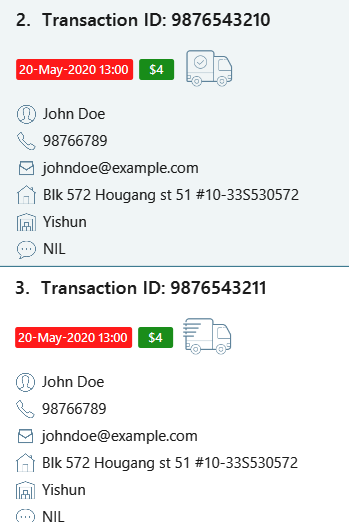 2. Transaction ID: 9876543210
20-May-2020 13:00 $4
John Doe
98766789
johndoe@example.com
Blk 572 Hougang st 51 #10-33S530572
Yishun
NIL
3. Transaction ID: 9876543211
20-May-2020 13:00 $4
John Doe
98766789
johndoe@example.com
Blk 572 Hougang st 51 #10-33S530572
Yishun
NIL